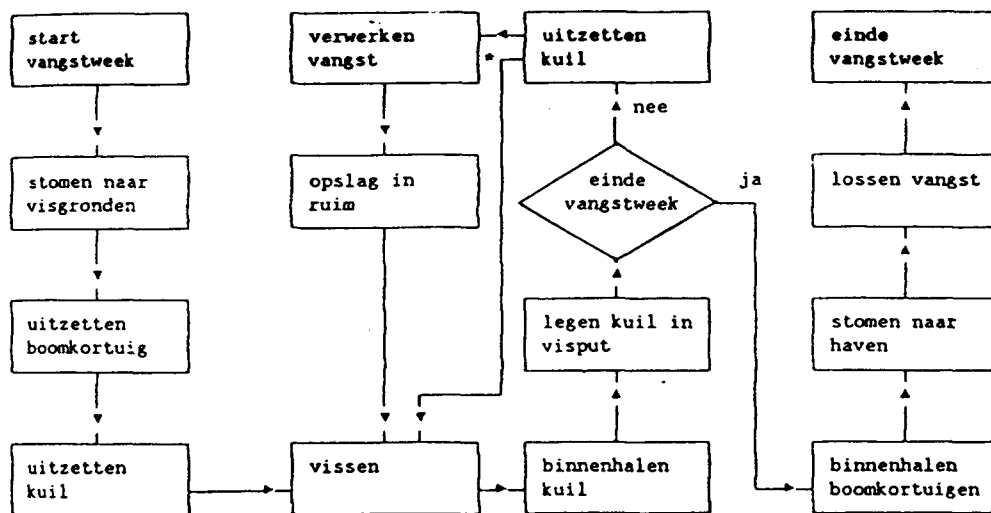 start
vangstweek
stomen naar
visgronden
uitzetten
boomkortuig
uitzetten
kuil
verwerken
vangst
*
opslag in
ruim
vissen
uitzetten
kuil
nee
einde
vangstweek
ja
legen kuil in
visput
binnenhalen
kuil
einde
vangstweek
lossen vangst
stomen naar
haven
binnenhalen
boomkortuigen